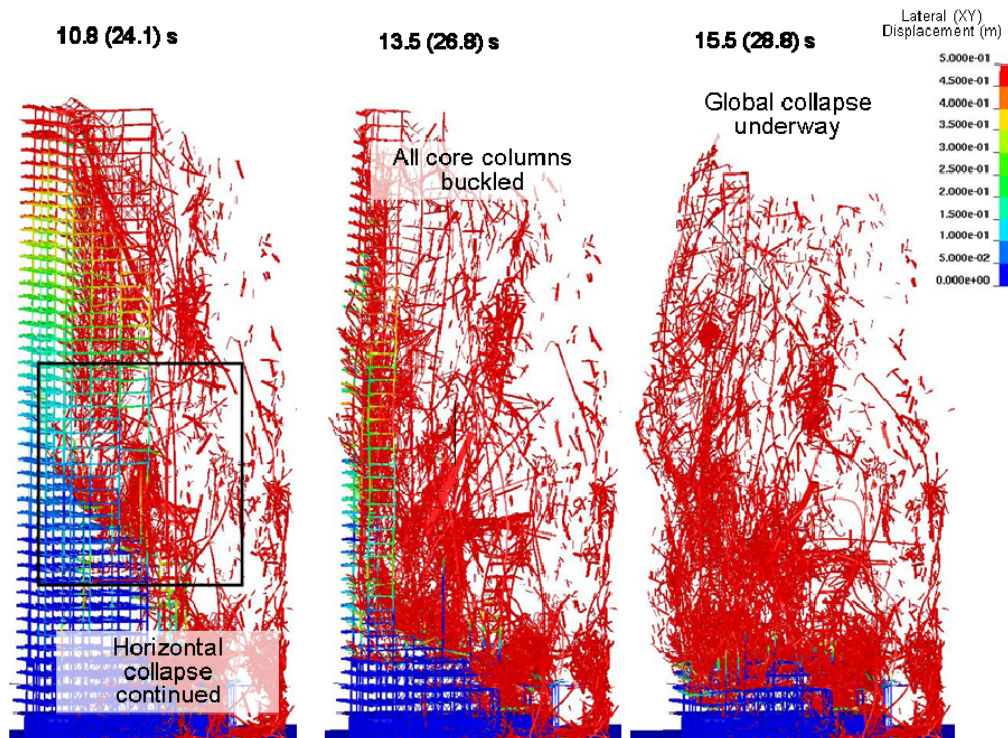 10.8 (24.1) s
13.5 (26.8) s
15.5 (28.8) s
Lateral (XY)
Displacement (m)
5.000e-01
4.500e-01
4.000e-01
3.500e-01
3.000e-01
2.500e-01
2.000e-01
1.500e-01
1.000e-01
5.000e-02
0.000e+00
All core columns
buckled
Global collapse
underway
Horizontal
collapse
continued